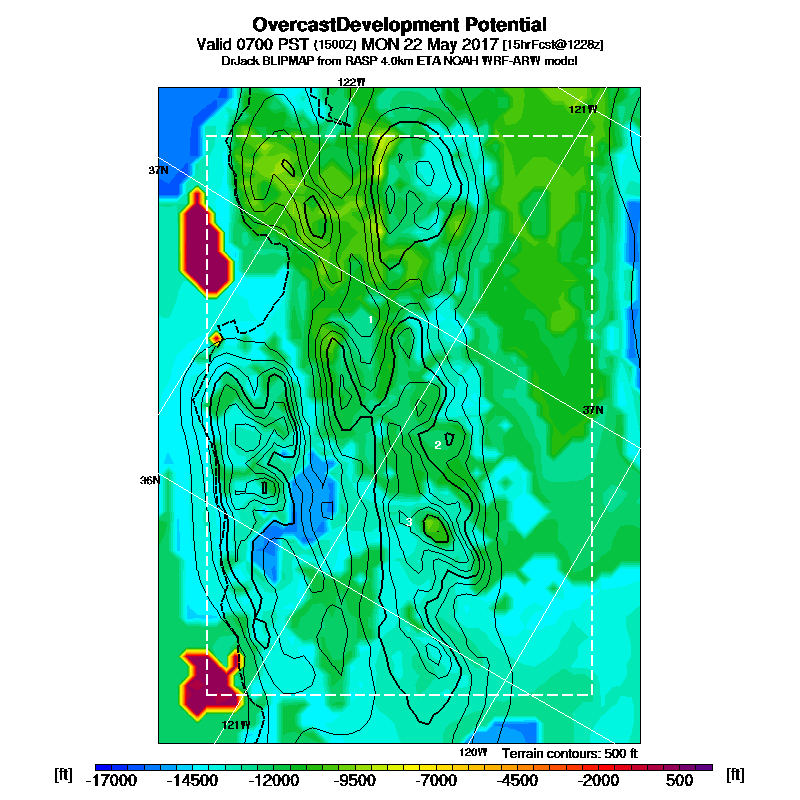 OvercastDevelopment Potential
Valid 0700 PST (1500Z) MON 22 May 2017 [15hrFcst@1228z]
DrJack BLIPMAP from RASP 4.0km ETA NOAH WRF-ARW model
122W
121W
37N
1
37N
2
36N
3
121W
120W
Terrain contours: 500 ft
[ft] -17000 -14500 -12000 -9500 -7000 -4500 -2000 500 [ft]